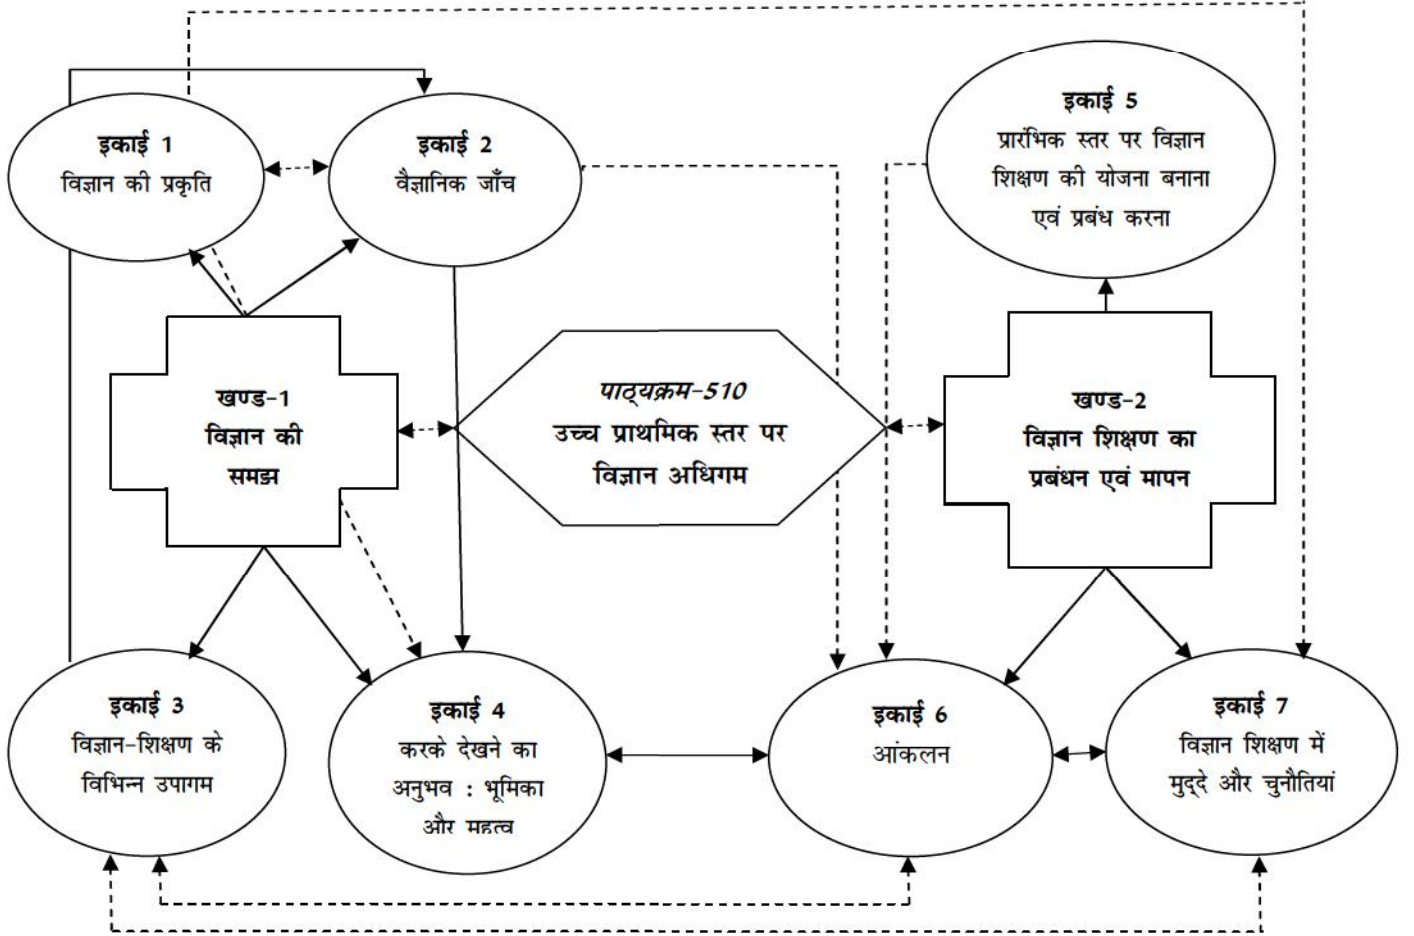 इकाई 1
विज्ञान की प्रकृति
इकाई 2
वैज्ञानिक जाँच
इकाई 5
प्रारंभिक स्तर पर विज्ञान
शिक्षण की योजना बनाना
एवं प्रबंध करना
खण्ड-1
विज्ञान की
समझ
पाठ्यक्रम-510
उच्च प्राथमिक स्तर पर
विज्ञान अधिगम
खण्ड-2
विज्ञान शिक्षण का
प्रबंधन एवं मापन
इकाई 3
विज्ञान-शिक्षण के
विभिन्न उपागम
इकाई 4
करके देखने का
अनुभव : भूमिका
और महत्व
इकाई 6
आंकलन
इकाई 7
विज्ञान शिक्षण में
मुद्दे और चुनौतियां